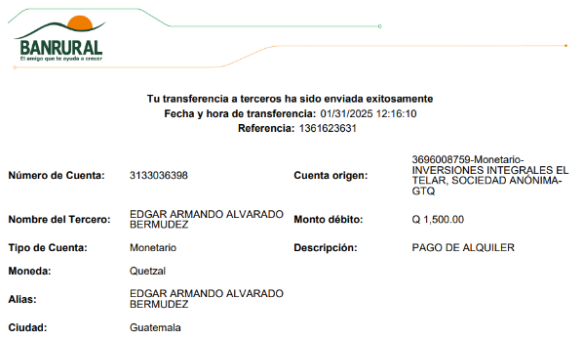 BANRURAL
El amigo que te ayuda a crecer
Tu transferencia a terceros ha sido enviada exitosamente
Fecha y hora de transferencia: 01/31/2025 12:16:10
Referencia: 1361623631
Número de Cuenta: 3133036398
Cuenta origen: 3696008759-Monetario-
INVERSIONES INTEGRALES EL
TELAR, SOCIEDAD ANÓNIMA-
GTQ
Nombre del Tercero: EDGAR ARMANDO ALVARADO
BERMUDEZ
Monto débito: Q 1,500.00
Tipo de Cuenta: Monetario
Descripción: PAGO DE ALQUILER
Moneda: Quetzal
Alias: EDGAR ARMANDO ALVARADO
BERMUDEZ
Ciudad: Guatemala